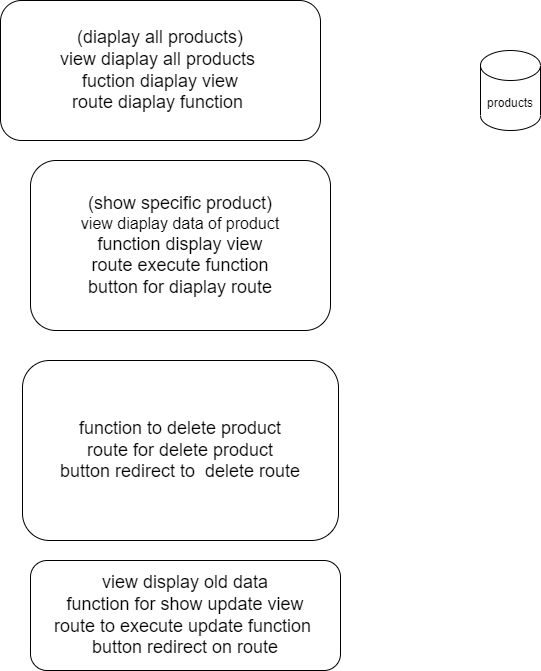 (diaplay all products)
view diaplay all products
fuction diaplay view
route diaplay function
products
(show specific product)
view diaplay data of product
function display view
route execute function
button for diaplay route
function to delete product
route for delete product
button redirect to  delete route
view display old data
function for show update view
route to execute update function
button redirect on route